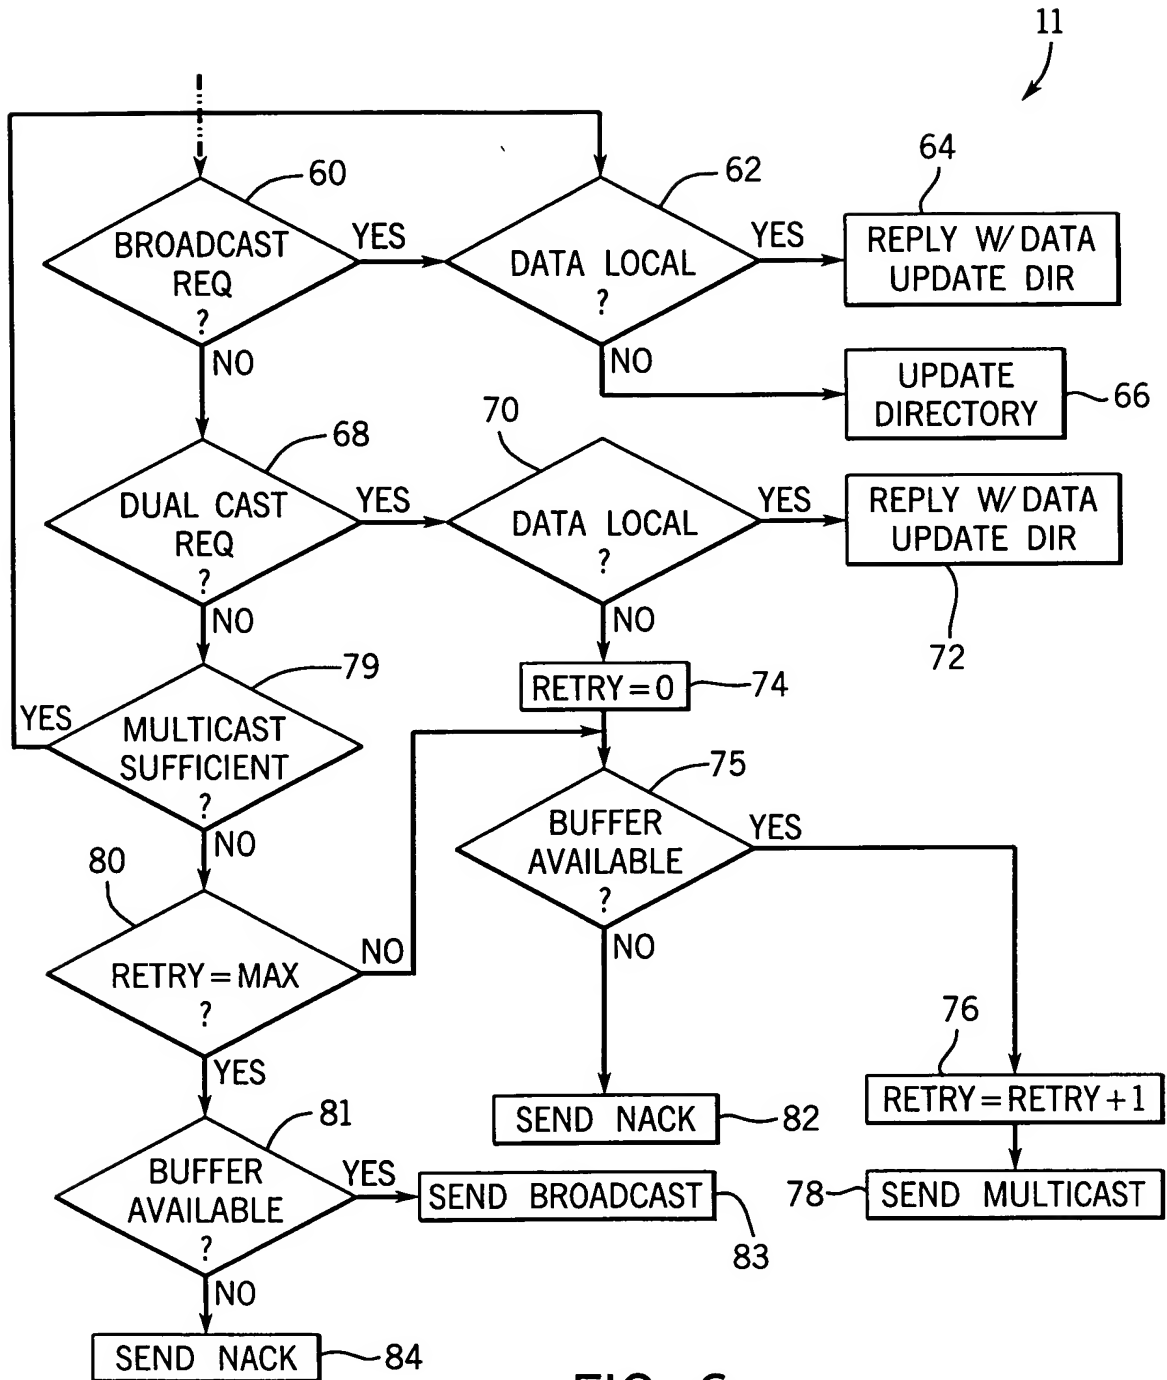 11
60
BROADCAST
REQ
?
YES
NO
62
DATA LOCAL
?
YES
NO
64
REPLY W/ DATA
UPDATE DIR
UPDATE
DIRECTORY
66
68
DUAL CAST
REQ
?
YES
NO
70
DATA LOCAL
?
YES
NO
REPLY W/ DATA
UPDATE DIR
72
RETRY = 0
74
79
YES
MULTICAST
SUFFICIENT
?
NO
75
BUFFER
AVAILABLE
?
YES
NO
80
RETRY = MAX
?
NO
YES
76
RETRY = RETRY + 1
78
SEND MULTICAST
SEND NACK
82
81
BUFFER
AVAILABLE
?
YES
NO
SEND BROADCAST
83
SEND NACK
84